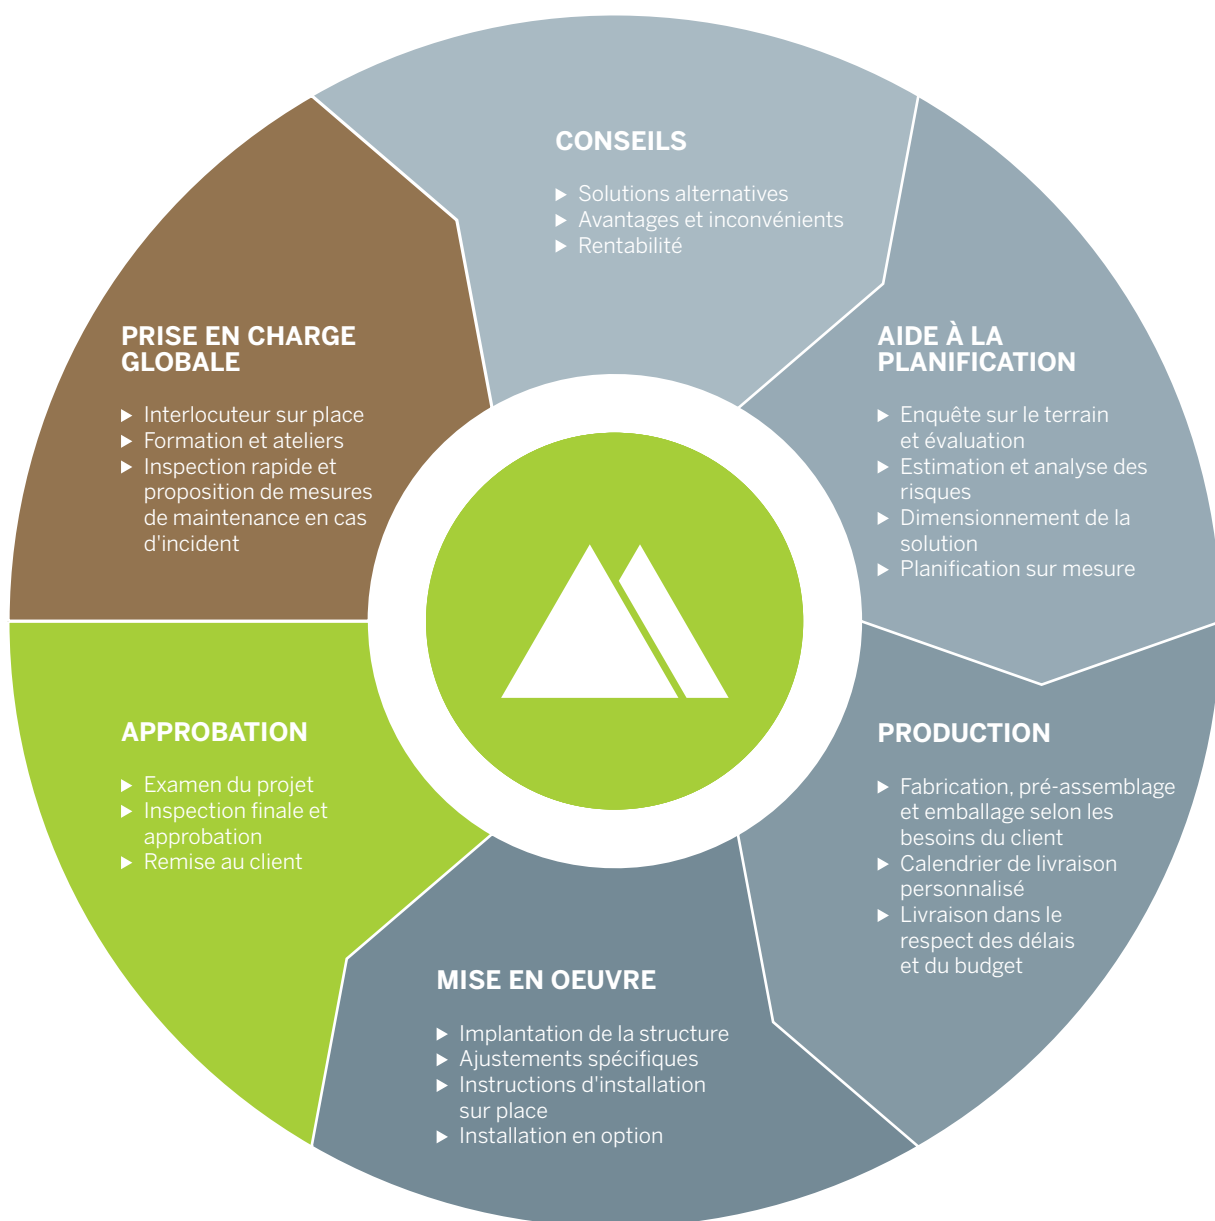 CONSEILS
► Solutions alternatives
► Avantages et inconvénients
► Rentabilité
AIDE À LA
PLANIFICATION
► Enquête sur le terrain
et évaluation
► Estimation et analyse des
risques
► Dimensionnement de la
solution
► Planification sur mesure
PRODUCTION
► Fabrication, pré-assemblage
et emballage selon les
besoins du client
► Calendrier de livraison
personnalisé
► Livraison dans le
respect des délais
et du budget
MISE EN OEUVRE
► Implantation de la structure
► Ajustements spécifiques
► Instructions d'installation
sur place
► Installation en option
APPROBATION
► Examen du projet
► Inspection finale et
approbation
► Remise au client
PRISE EN CHARGE
GLOBALE
► Interlocuteur sur place
► Formation et ateliers
► Inspection rapide et
proposition de mesures
de maintenance en cas
d'incident